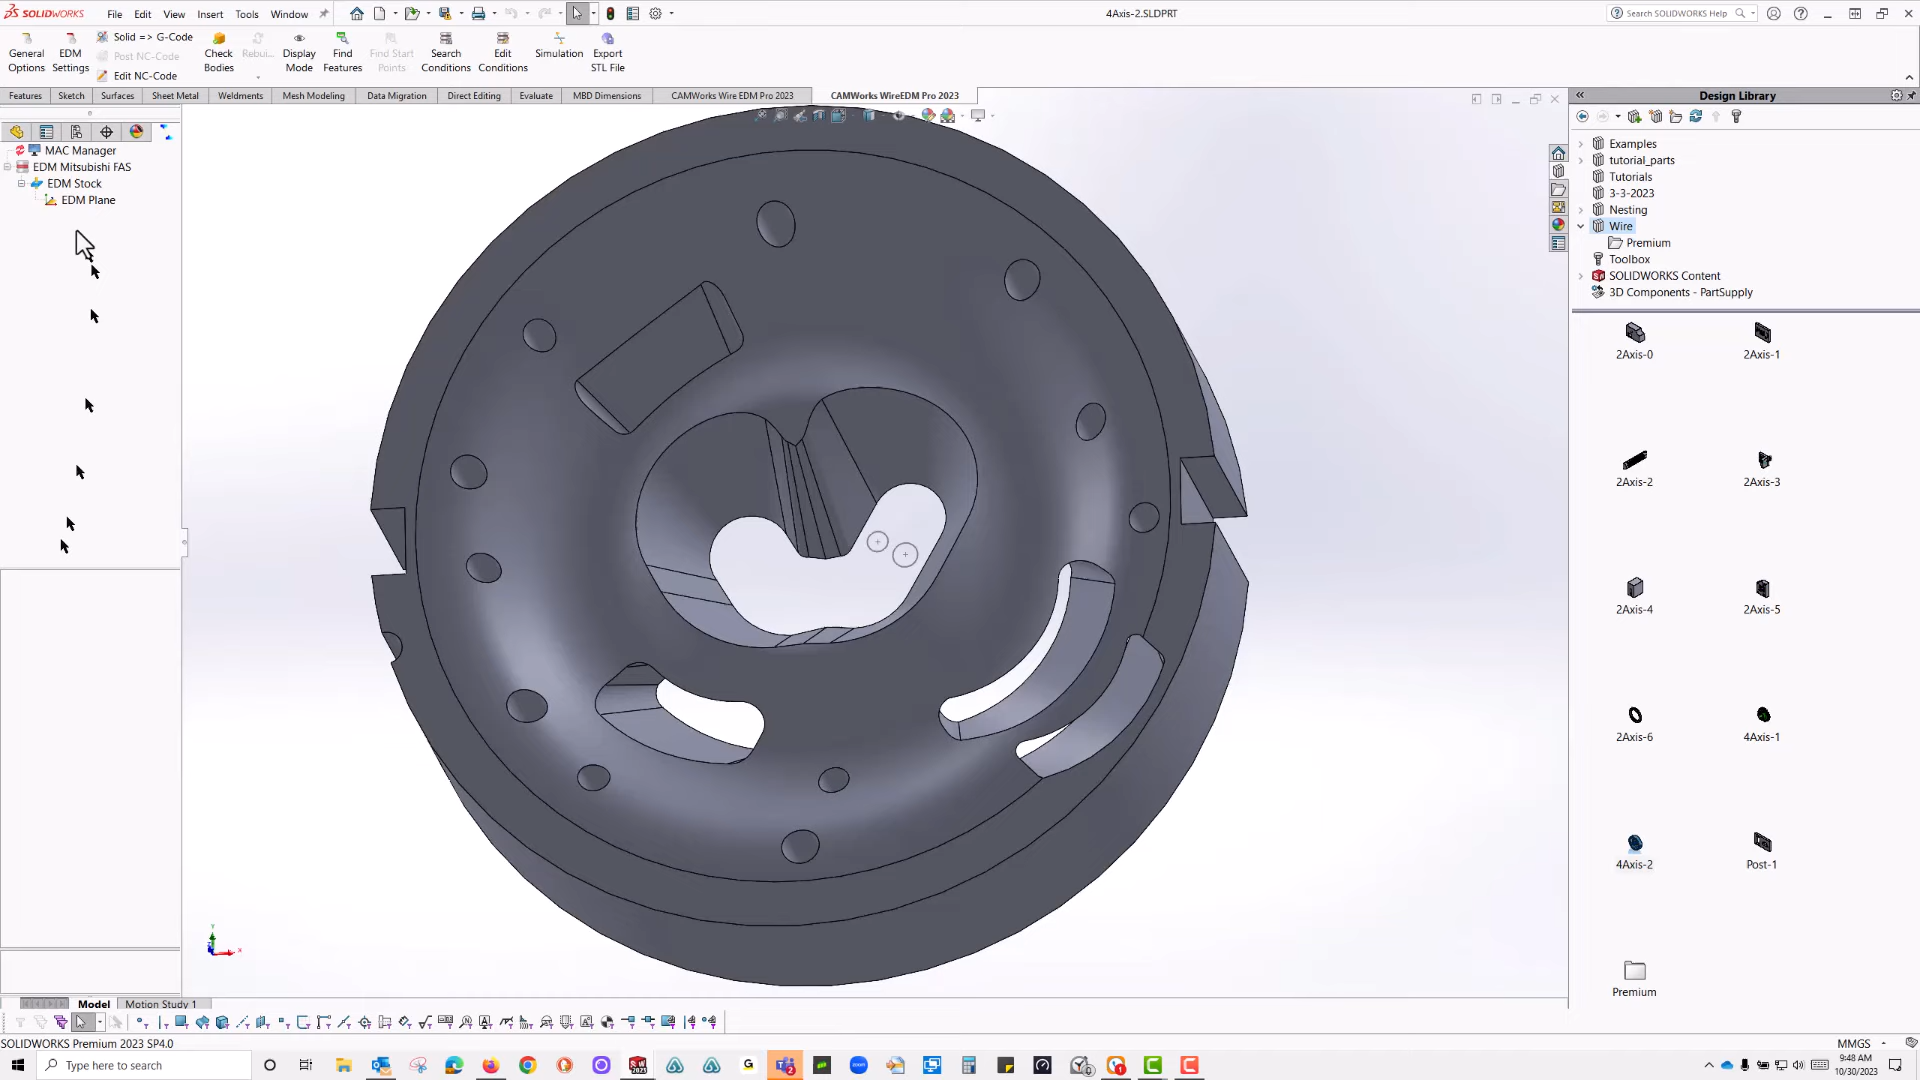 SOLIDWORKS
File Edit View Insert Tools Window
4Axis-2.SLDPRT
Search SOLIDWORKS Help
General Options
EDM Settings
Solid => G-Code
Post NC-Code
Edit NC-Code
Check Bodies
Rebui...
Display Mode
Find Features
Find Start Points
Search Conditions
Edit Conditions
Simulation
Export STL File
Features Sketch Surfaces Sheet Metal Weldments Mesh Modeling Data Migration Direct Editing Evaluate MBD Dimensions CAMWorks Wire EDM Pro 2023 CAMWorks WireEDM Pro 2023
MAC Manager
EDM Mitsubishi FAS
EDM Stock
EDM Plane
Design Library
Examples
tutorial_parts
Tutorials
3-3-2023
Nesting
Wire
Premium
Toolbox
SOLIDWORKS Content
3D Components - PartSupply
2Axis-0 2Axis-1
2Axis-2 2Axis-3
2Axis-4 2Axis-5
2Axis-6 4Axis-1
4Axis-2 Post-1
Premium
Model Motion Study 1
SOLIDWORKS Premium 2023 SP4.0
MMGS
Type here to search
9:48 AM
10/30/2023